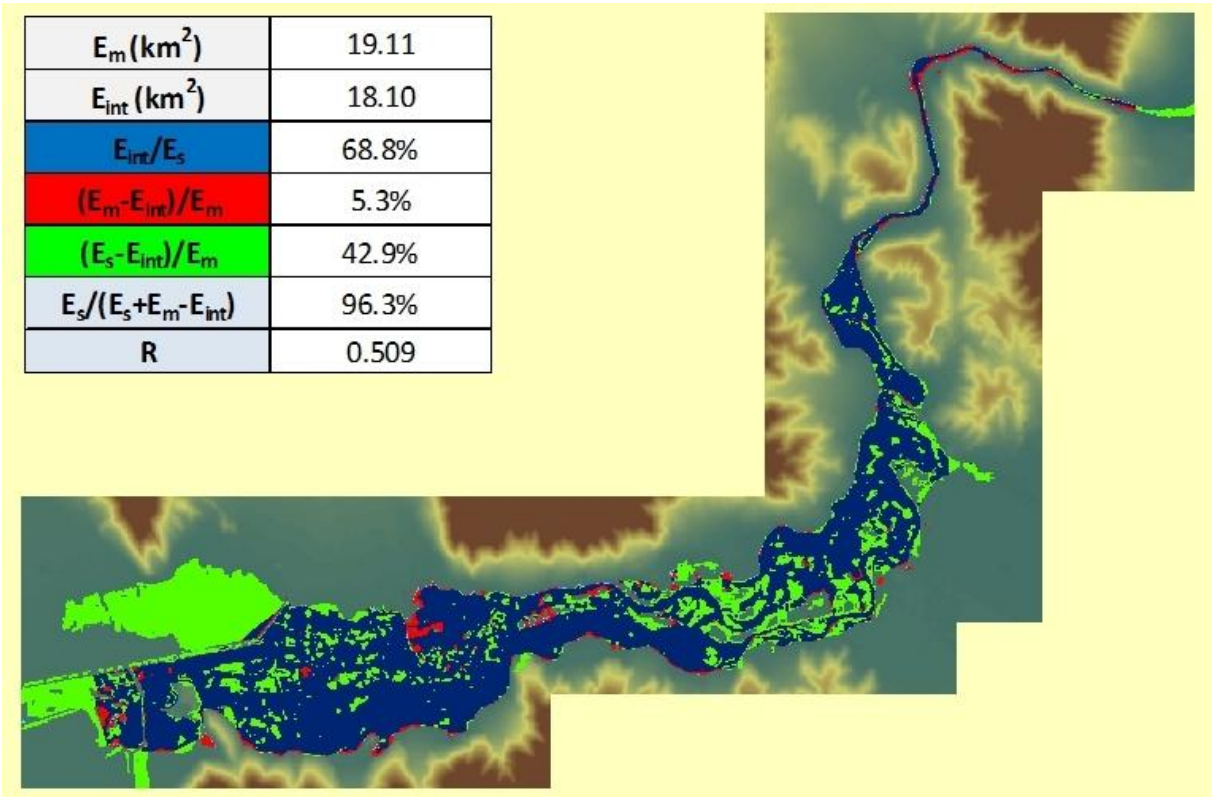 Em (km²) 19.11
Eint (km²) 18.10
Eint/Es 68.8%
(Em-Eint)/Em 5.3%
(Es-Eint)/Em 42.9%
Es/(Es+Em-Eint) 96.3%
R 0.509